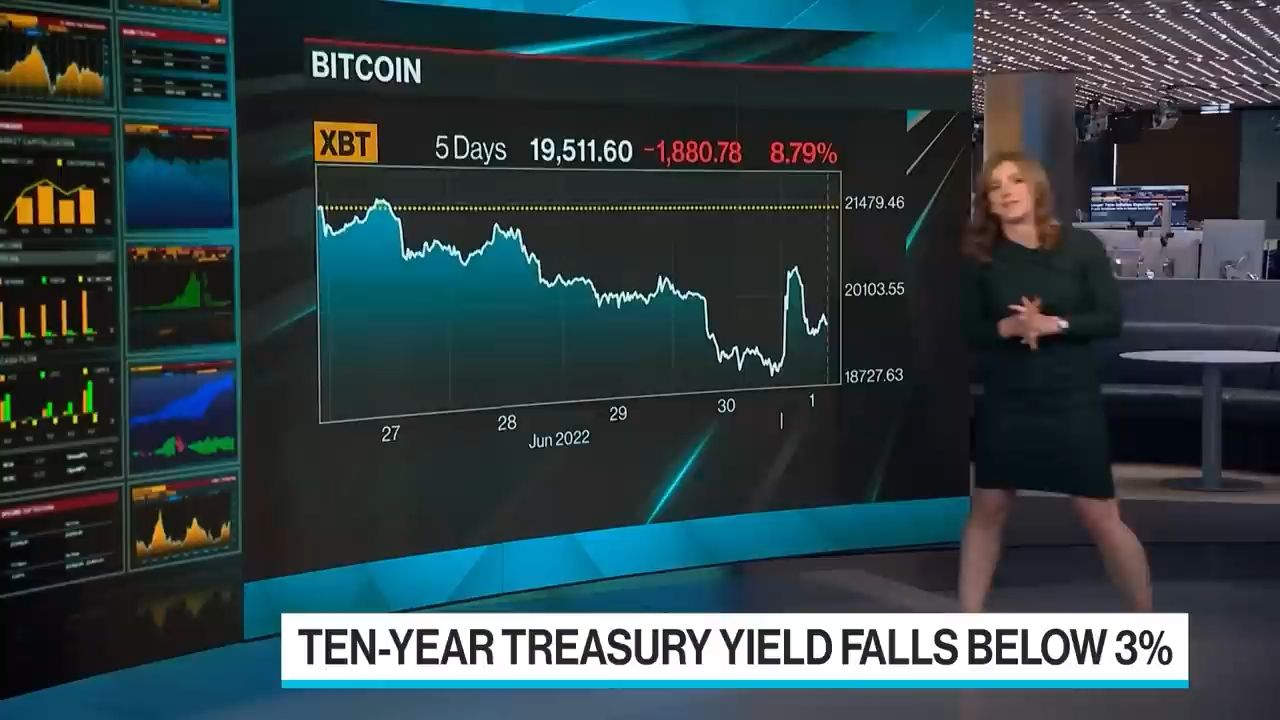 BITCOIN
XBT 5 Days 19,511.60 -1,880.78 8.79%
21479.46
20103.55
18727.63
27 28 29 30 1
Jun 2022
TEN-YEAR TREASURY YIELD FALLS BELOW 3%